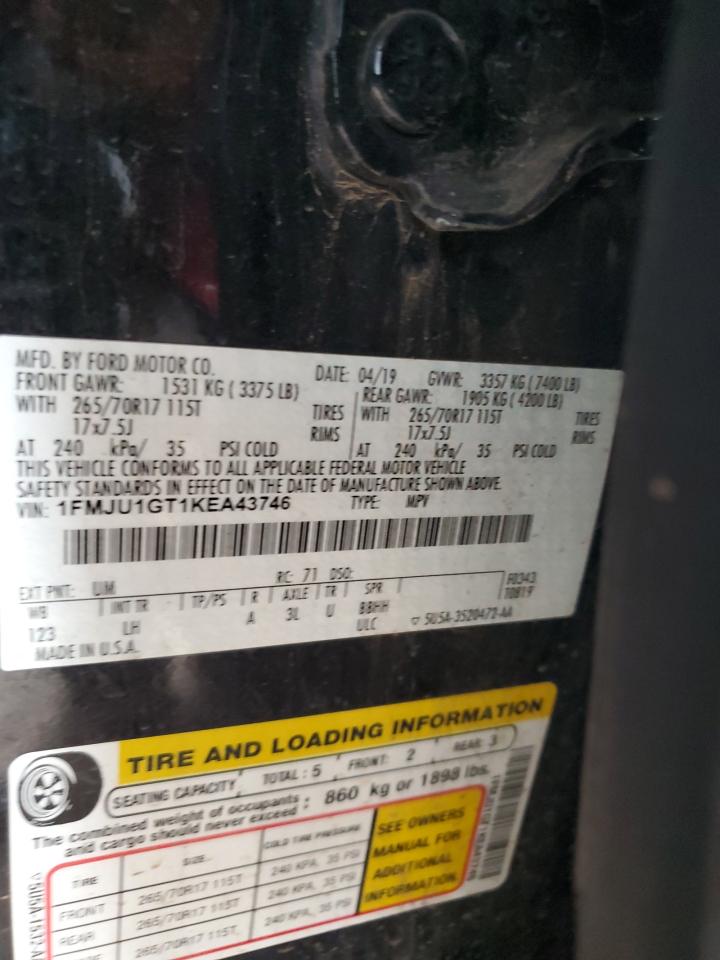 MFD. BY FORD MOTOR CO.
DATE: 04/19 GVWR: 3357 KG ( 7400 LB)
FRONT GAWR: 1531 KG ( 3375 LB) REAR GAWR: 1905 KG ( 4200 LB)
WITH 265/70R17 115T TIRES WITH 265/70R17 115T TIRES
17x7.5J RIMS 17x7.5J RIMS
AT 240 kPa/ 35 PSI COLD AT 240 kPa/ 35 PSI COLD
THIS VEHICLE CONFORMS TO ALL APPLICABLE FEDERAL MOTOR VEHICLE
SAFETY STANDARDS IN EFFECT ON THE DATE OF MANUFACTURE SHOWN ABOVE.
VIN: 1FMJU1GT1KEA43746 TYPE: MPV
EXT PNT: UM RC: 71 DSO: F0343
WB INT TR TP/PS R AXLE TR SPR T0819
123 LH A 3L U BBHH
ULC 5U5A-3520472-AA
MADE IN U.S.A.
TIRE AND LOADING INFORMATION
SEATING CAPACITY TOTAL : 5 FRONT: 2 REAR: 3
The combined weight of occupants and cargo should never exceed : 860 kg or 1898 lbs.
TIRE SIZE COLD TIRE PRESSURE
FRONT 265/70R17 115T 240 KPA, 35 PSI
REAR 265/70R17 115T 240 KPA, 35 PSI
265/70R17 115T, 240 KPA, 35 PSI
SEE OWNERS
MANUAL FOR
ADDITIONAL
INFORMATION